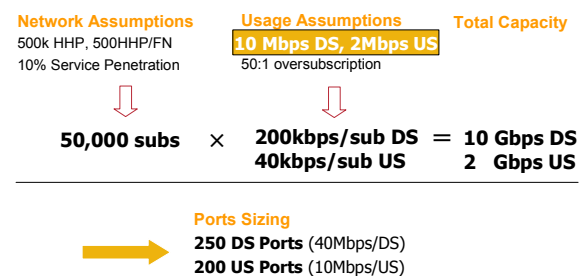 Network Assumptions
500k HHP, 500HHP/FN
10% Service Penetration
Usage Assumptions
10 Mbps DS, 2Mbps US
50:1 oversubscription
Total Capacity
50,000 subs × 200kbps/sub DS = 10 Gbps DS
40kbps/sub US 2 Gbps US
Ports Sizing
250 DS Ports (40Mbps/DS)
200 US Ports (10Mbps/US)